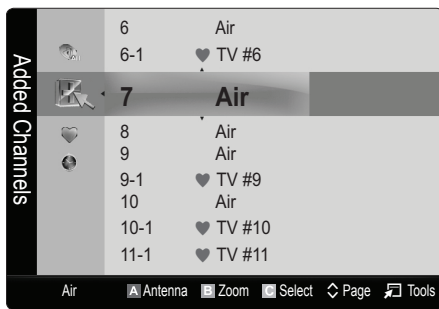 Added Channels
6 Air
6-1 ♥ TV #6
7 Air
8 Air
9 Air
9-1 ♥ TV #9
10 Air
10-1 ♥ TV #10
11-1 ♥ TV #11
Air A Antenna B Zoom C Select Page Tools